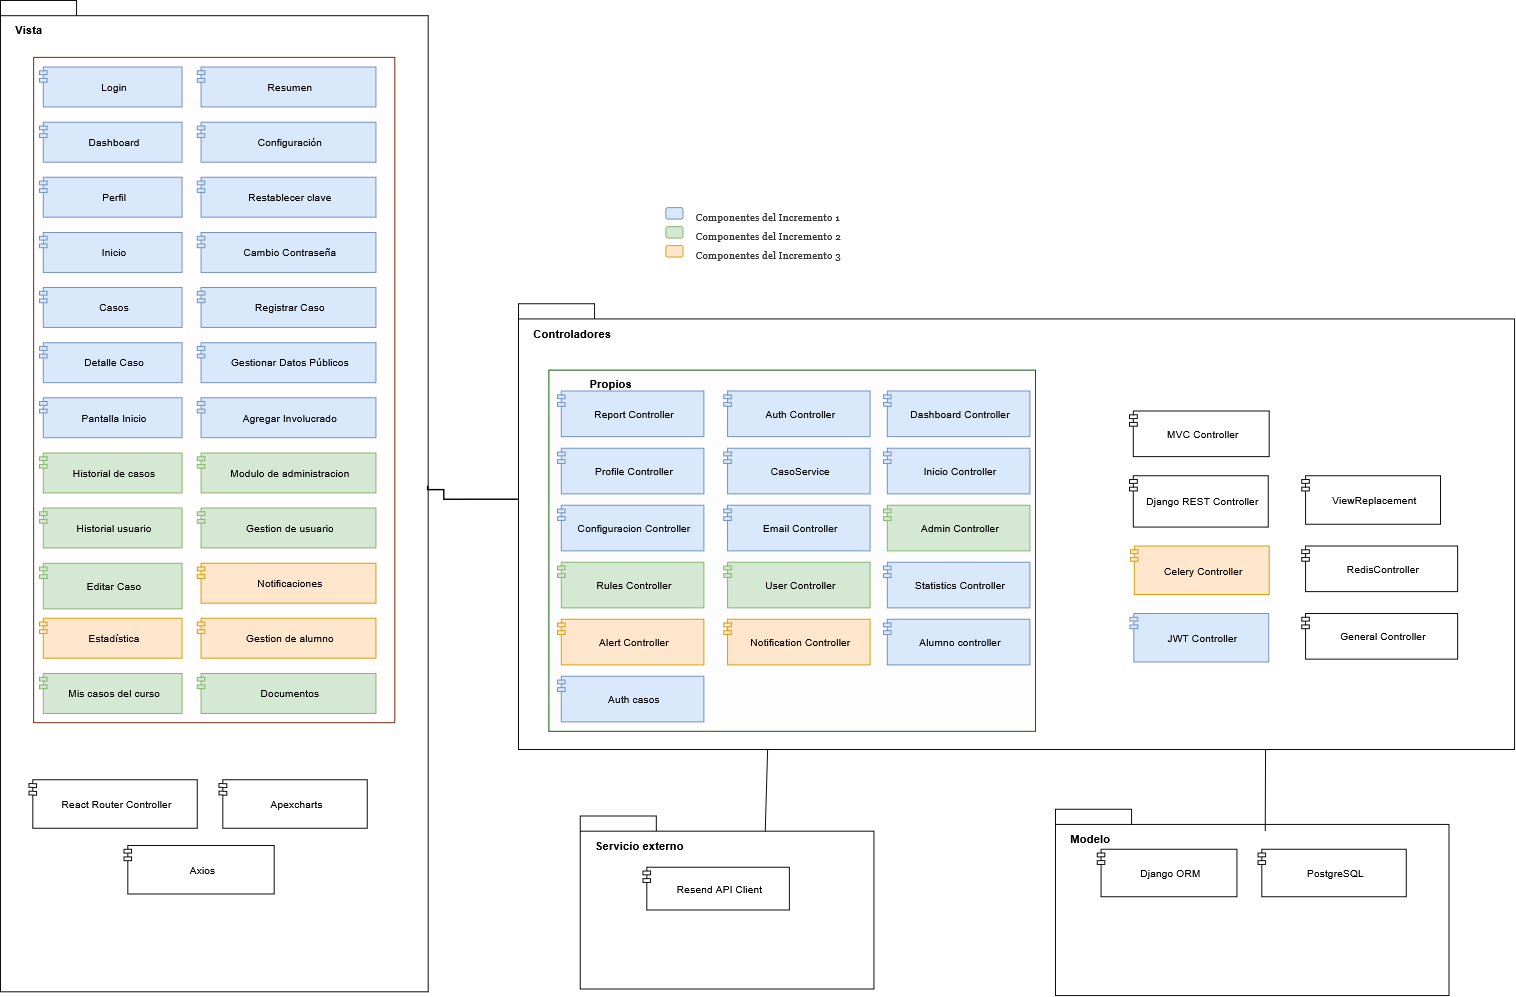 Vista
Login
Resumen
Dashboard
Configuración
Perfil
Restablecer clave
Inicio
Cambio Contraseña
Casos
Registrar Caso
Detalle Caso
Gestionar Datos Públicos
Pantalla Inicio
Agregar Involucrado
Historial de casos
Modulo de administracion
Historial usuario
Gestion de usuario
Editar Caso
Notificaciones
Estadística
Gestion de alumno
Mis casos del curso
Documentos
React Router Controller
Apexcharts
Axios
Componentes del Incremento 1
Componentes del Incremento 2
Componentes del Incremento 3
Controladores
Propios
Report Controller
Auth Controller
Dashboard Controller
Profile Controller
CasoService
Inicio Controller
Configuracion Controller
Email Controller
Admin Controller
Rules Controller
User Controller
Statistics Controller
Alert Controller
Notification Controller
Alumno controller
Auth casos
MVC Controller
Django REST Controller
ViewReplacement
Celery Controller
RedisController
JWT Controller
General Controller
Servicio externo
Resend API Client
Modelo
Django ORM
PostgreSQL